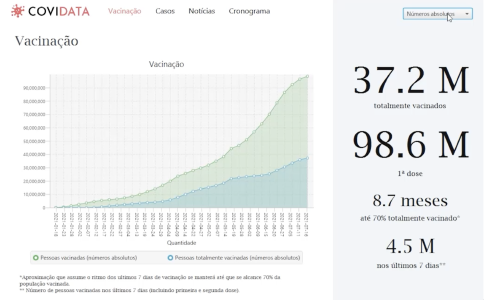 COVIDATA
Vacinação Casos Notícias Cronograma
Números absolutos
Vacinação
Vacinação
90,000,000
80,000,000
70,000,000
60,000,000
50,000,000
40,000,000
30,000,000
20,000,000
10,000,000
0
Quantidade
Pessoas vacinadas (números absolutos) Pessoas totalmente vacinadas (números absolutos)
*Aproximação que assume o ritmo dos últimos 7 dias de vacinação se manterá até que se alcance 70% da
população vacinada.
** Número de pessoas vacinadas nos últimos 7 dias (incluindo primeira e segunda dose).
37.2 M
totalmente vacinados
98.6 M
1ª dose
8.7 meses
até 70% totalmente vacinado*
4.5 M
nos últimos 7 dias**